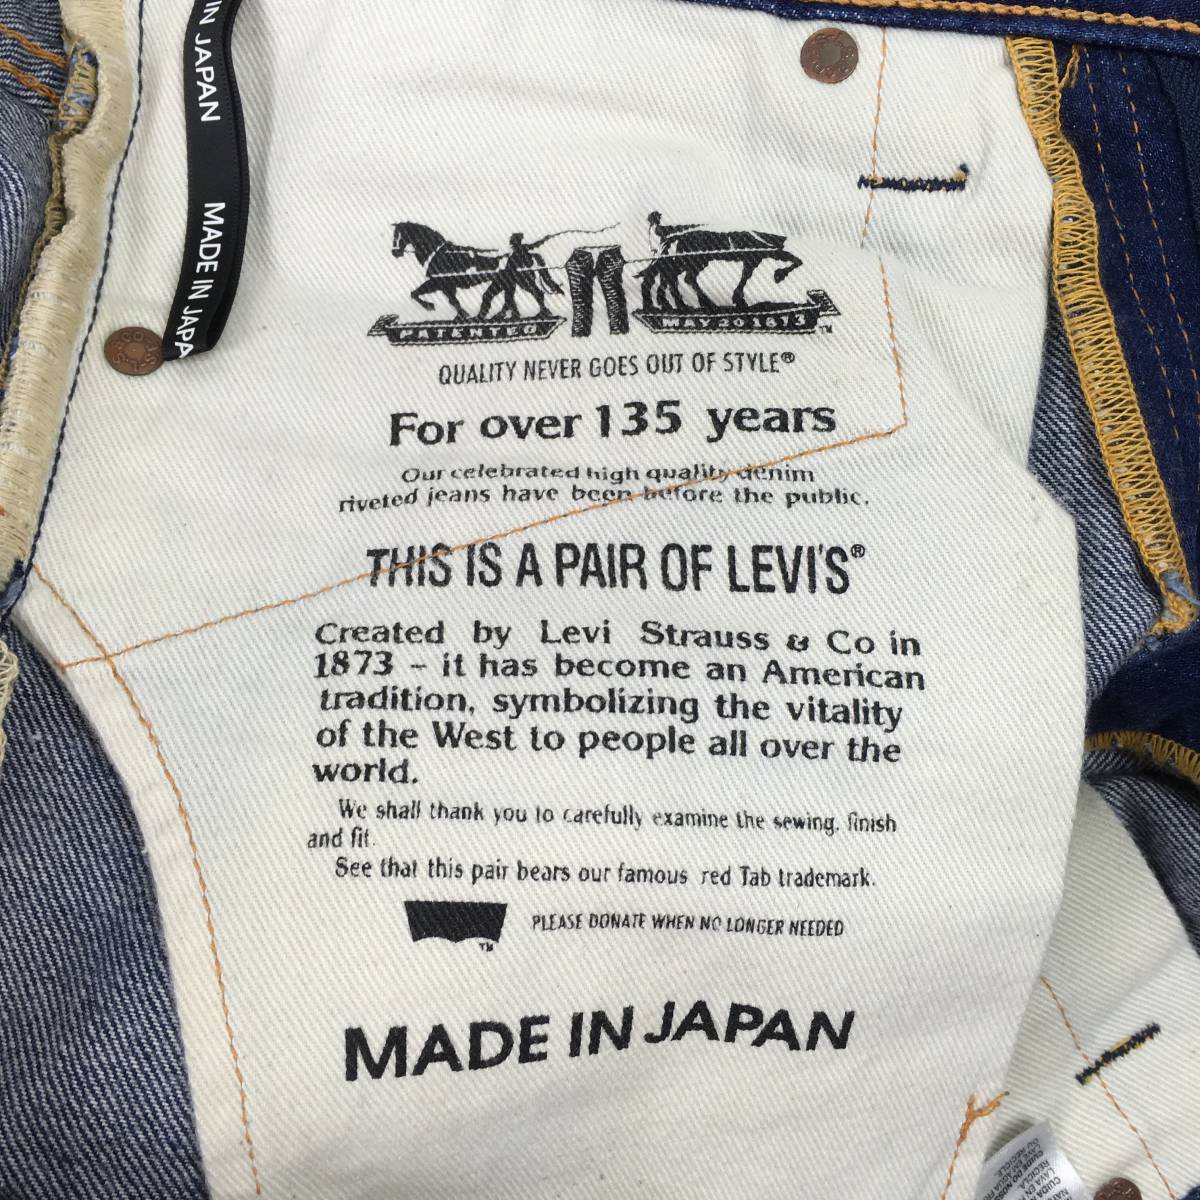 IN JAPAN
MADE IN JAPA
PATENTED
MAY 20 1873
TM
QUALITY NEVER GOES OUT OF STYLE®
For over 135 years
Our celebrated high quality denim
riveted jeans have been before the public.
THIS IS A PAIR OF LEVI'S®
Created by Levi Strauss & Co in
1873 – it has become an American
tradition, symbolizing the vitality
of the West to people all over the
world.
We shall thank you to carefully examine the sewing. finish
and fit.
See that this pair bears our famous red Tab trademark.
TM
PLEASE DONATE WHEN NO LONGER NEEDED
MADE IN JAPAN